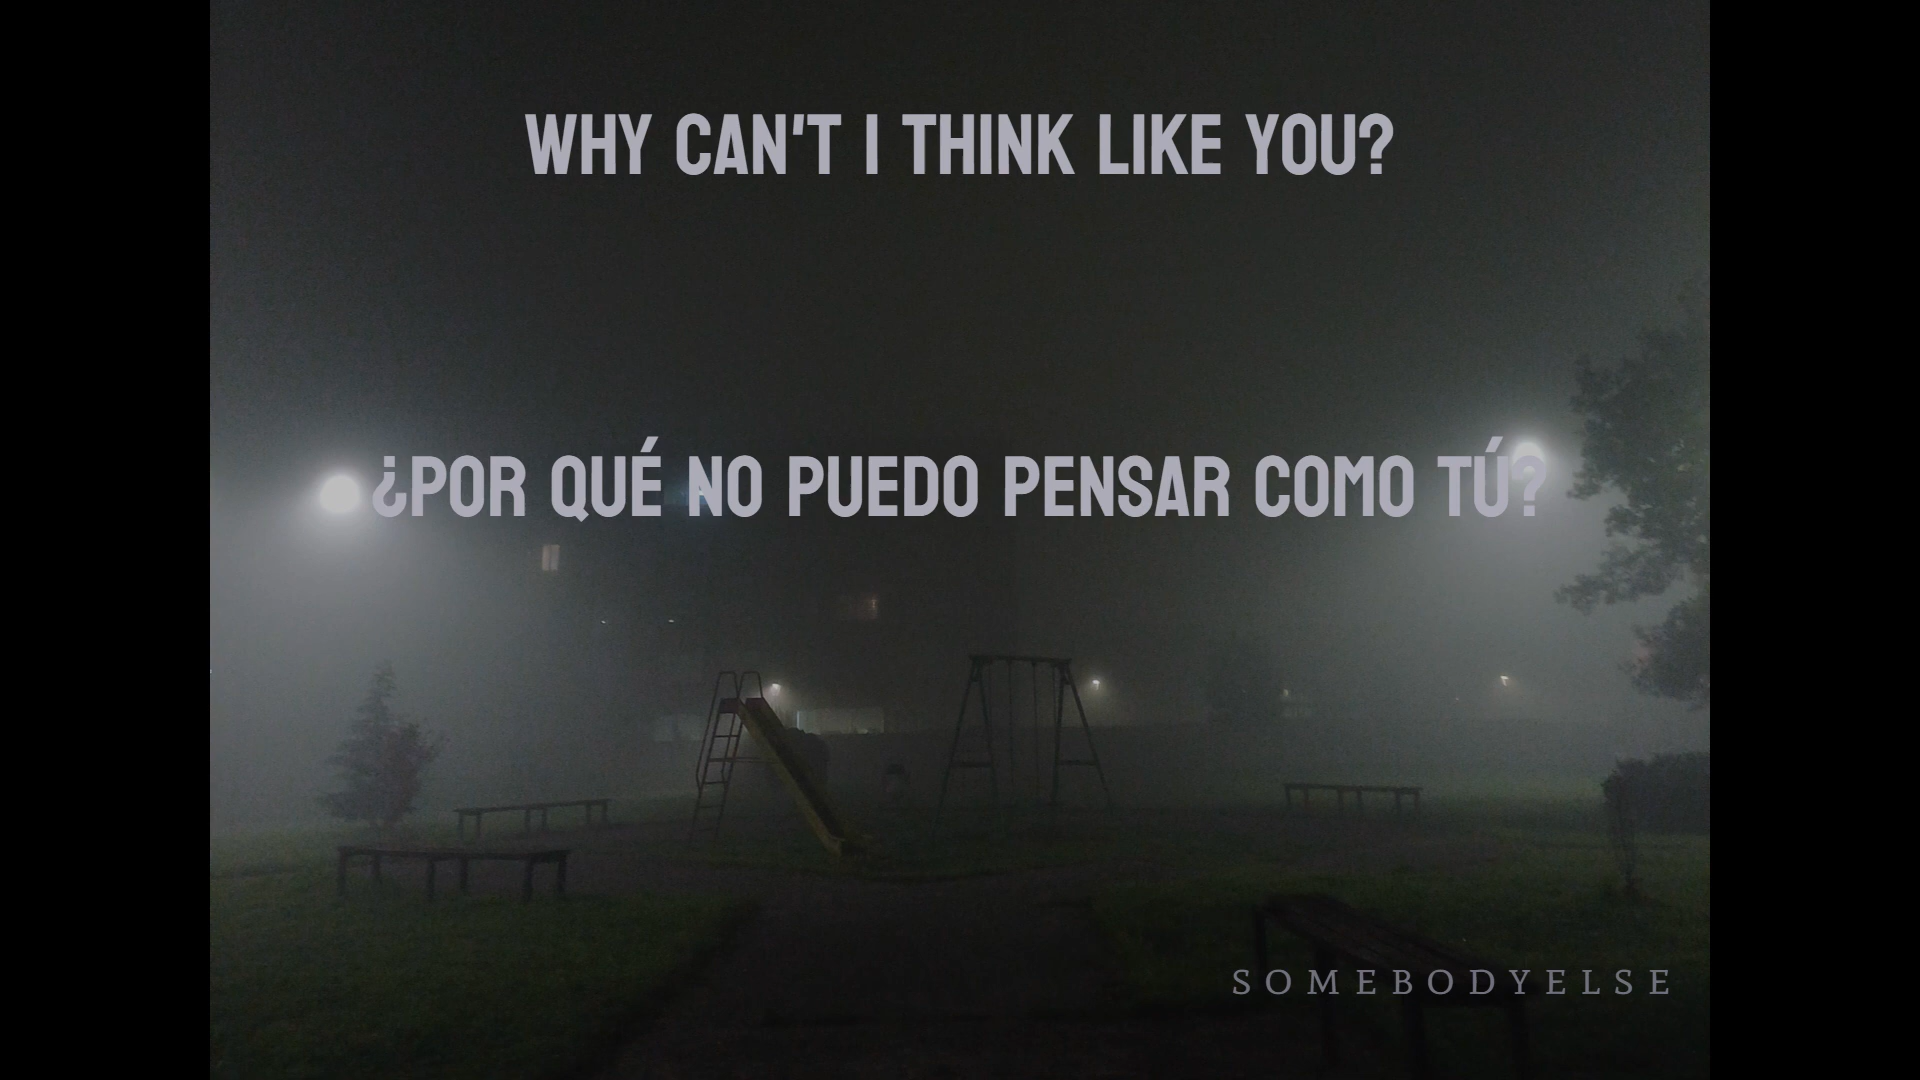 WHY CAN'T I THINK LIKE YOU?
¿POR QUÉ NO PUEDO PENSAR COMO TÚ?
SOMEBODYELSE